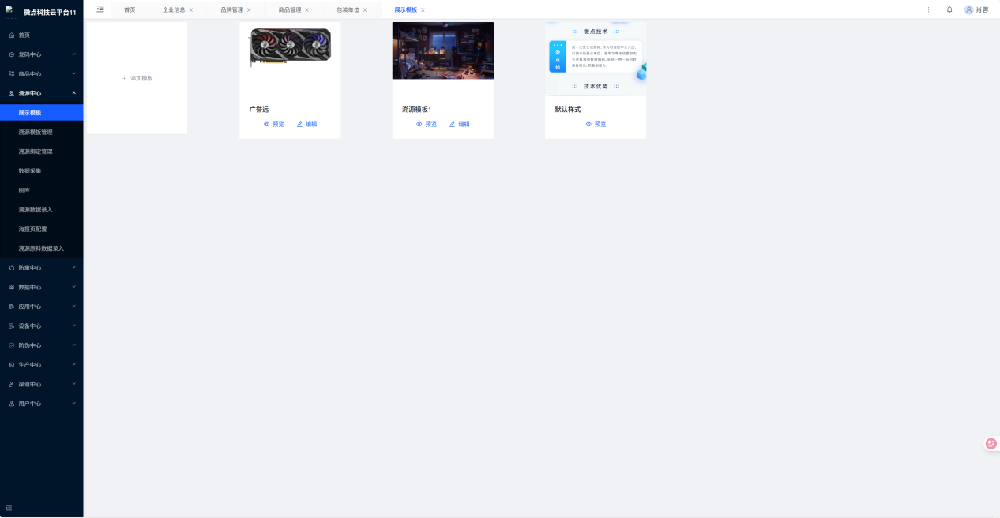 微点科技云平台11
首页
企业信息
品牌管理
商品管理
包装单位
展示模板
肖蓉
首页
发码中心
商品中心
溯源中心
展示模板
溯源模板管理
溯源绑定管理
数据采集
图库
溯源数据录入
海报页配置
溯源原料数据录入
防窜中心
数据中心
应用中心
设备中心
防伪中心
生产中心
渠道中心
用户中心
添加模板
广誉远
预览 编辑
溯源模板1
预览 编辑
微点技术
微点码
技术优势
默认样式
预览